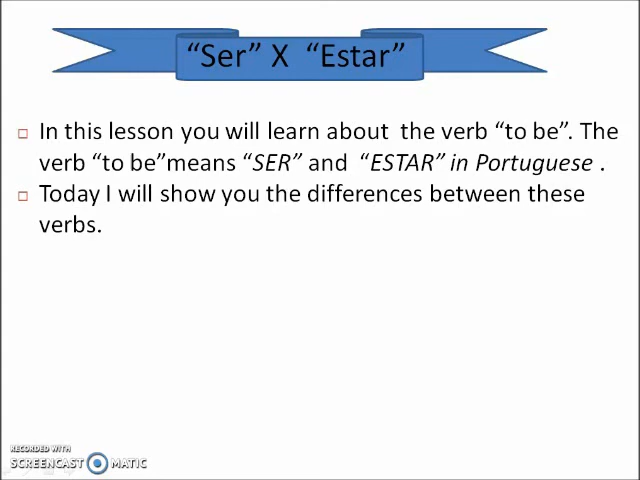 “Ser” X “Estar”
In this lesson you will learn about the verb “to be”. The
verb “to be”means “SER” and “ESTAR” in Portuguese .
Today I will show you the differences between these
verbs.
RECORDED WITH
SCREENCAST MATIC